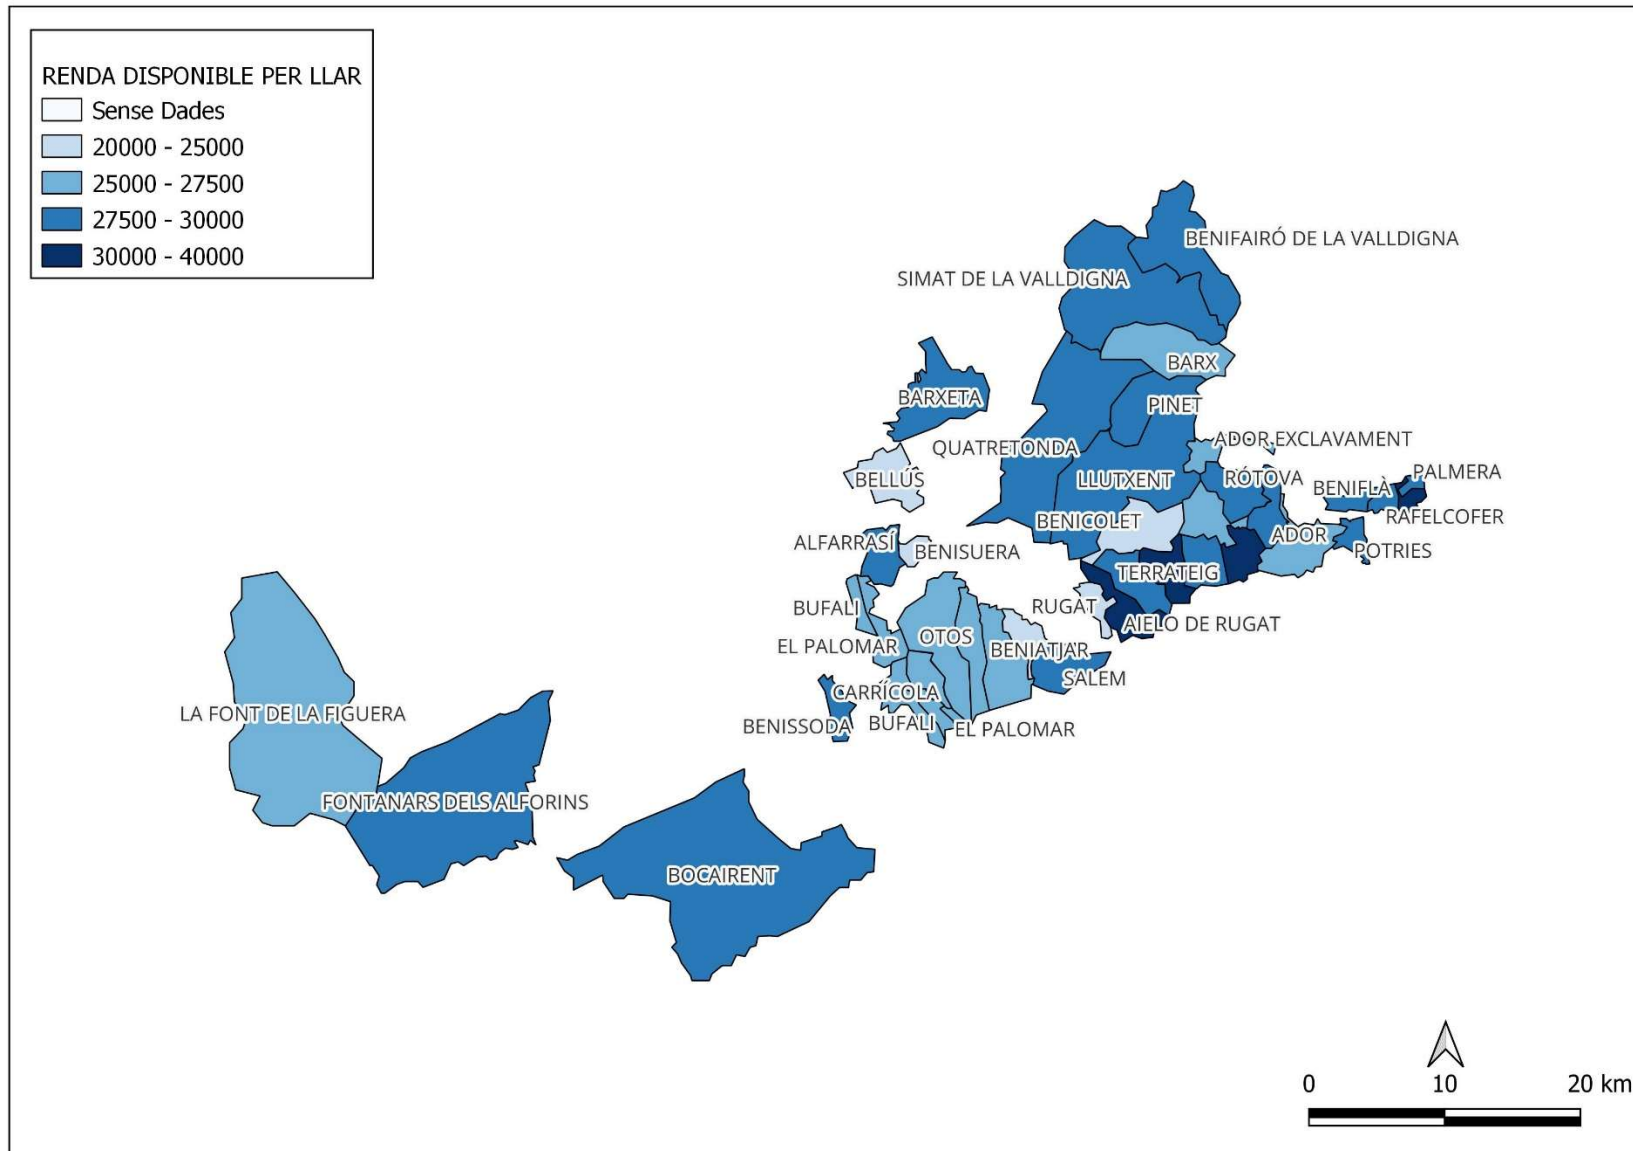 RENDA DISPONIBLE PER LLAR
Sense Dades
20000 - 25000
25000 - 27500
27500 - 30000
30000 - 40000
BENIFAIRÓ DE LA VALLDIGNA
SIMAT DE LA VALLDIGNA
BARX
BARXETA
PINET
ADOR EXCLAVAMENT
QUATRETONDA
LLUTXENT
RÓTOVA
PALMERA
BELLÚS
BENIFLÀ
RAFELCOFER
BENICOLET
ADOR
ALFARRASÍ
BENISUERA
POTRIES
TERRATEIG
RUGAT
BUFALI
AIELO DE RUGAT
OTOS
EL PALOMAR
BENIATJAR
SALEM
CARRÍCOLA
LA FONT DE LA FIGUERA
BENISSODA
BUFALI
EL PALOMAR
FONTANARS DELS ALFORINS
BOCAIRENT
0 10 20 km